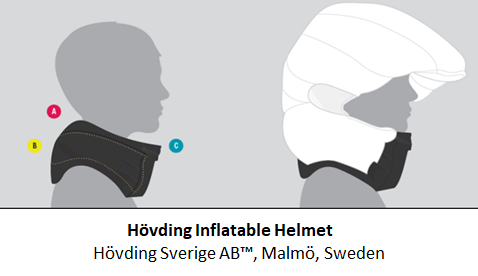 A
B
C
Hövding Inflatable Helmet
Hövding Sverige AB™, Malmö, Sweden